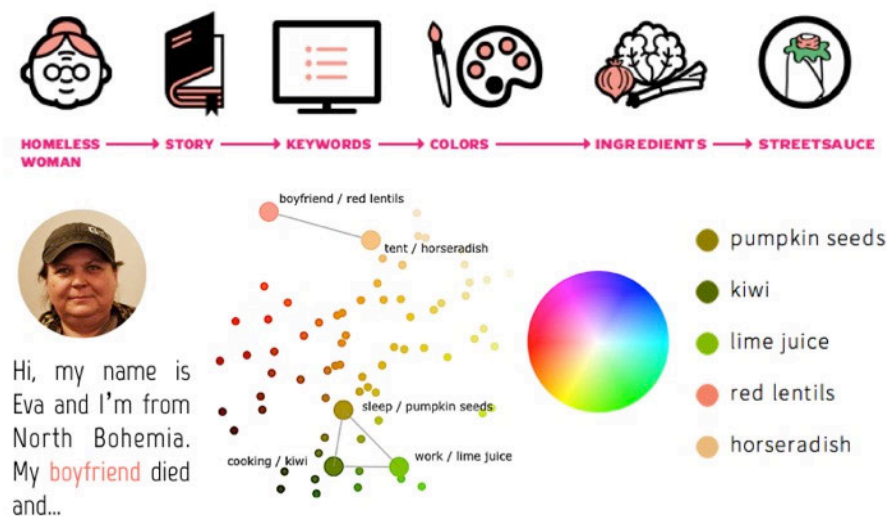 HOMELESS WOMAN
STORY
KEYWORDS
COLORS
INGREDIENTS
STREETSAUCE
boyfriend / red lentils
tent / horseradish
sleep / pumpkin seeds
cooking / kiwi
work / lime juice
pumpkin seeds
kiwi
lime juice
red lentils
horseradish
Hi, my name is
Eva and I'm from
North Bohemia.
My boyfriend died
and...